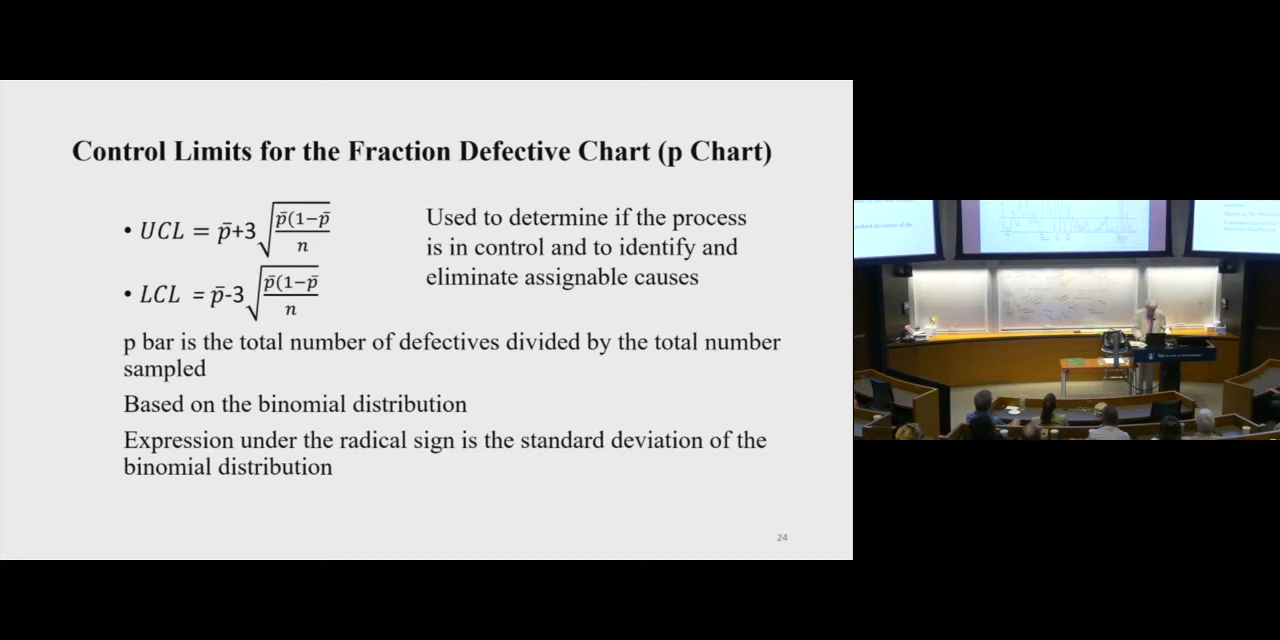 Control Limits for the Fraction Defective Chart (p Chart)
• UCL = p̄+3√(p̄(1−p̄ / n
• LCL = p̄-3√(p̄(1−p̄ / n
Used to determine if the process
is in control and to identify and
eliminate assignable causes
p bar is the total number of defectives divided by the total number
sampled
Based on the binomial distribution
Expression under the radical sign is the standard deviation of the
binomial distribution
24